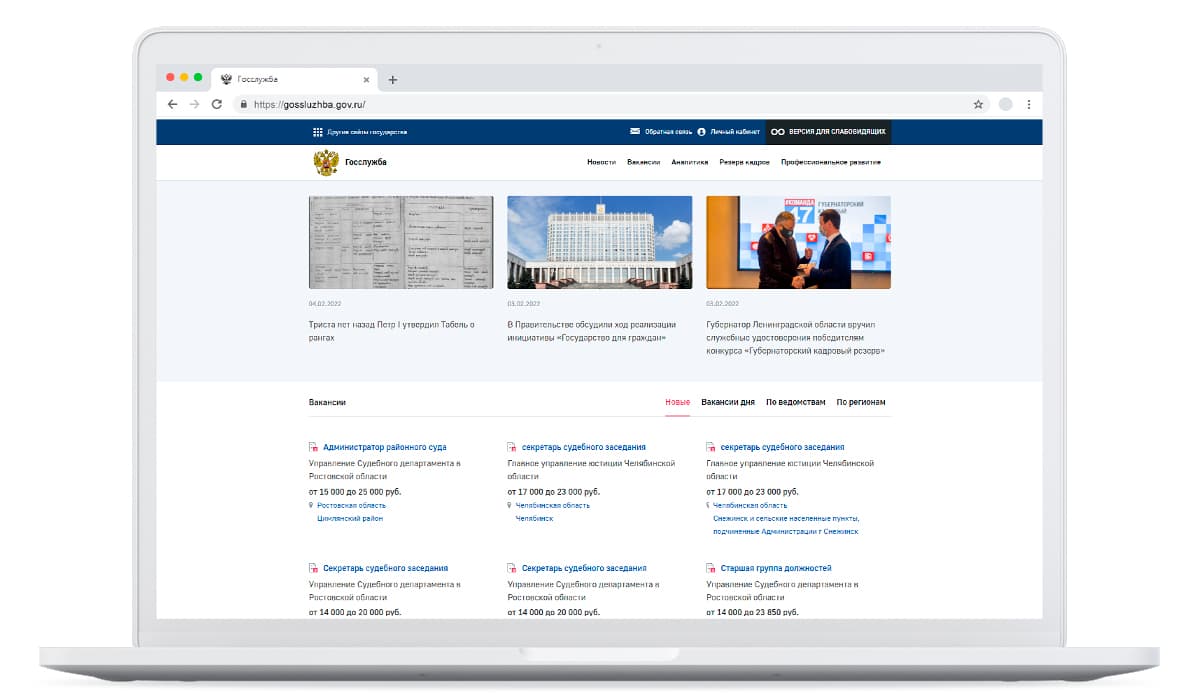 Госслужба
https://gossluzhba.gov.ru/
Другие сайты государства
Обратная связь
Личный кабинет
ВЕРСИЯ ДЛЯ СЛАБОВИДЯЩИХ
Госслужба
Новости
Вакансии
Аналитика
Резерв кадров
Профессиональное развитие
#КОМАНДА
47
ГУБЕРНАТОРСКИЙ
04.02.2022
Триста лет назад Петр I утвердил Табель о
рангах
03.02.2022
В Правительстве обсудили ход реализации
инициативы «Государство для граждан»
03.02.2022
Губернатор Ленинградской области вручил
служебные удостоверения победителям
конкурса «Губернаторский кадровый резерв»
Вакансии
Новые
Вакансии дня
По ведомствам
По регионам
Администратор районного суда
Управление Судебного департамента в
Ростовской области
от 15 000 до 25 000 руб.
Ростовская область
Цимлянский район
секретарь судебного заседания
Главное управление юстиции Челябинской
области
от 17 000 до 23 000 руб.
Челябинская область
Челябинск
секретарь судебного заседания
Главное управление юстиции Челябинской
области
от 17 000 до 23 000 руб.
Челябинская область
Снежинск и сельские населенные пункты,
подчиненные Администрации г Снежинск
Секретарь судебного заседания
Управление Судебного департамента в
Ростовской области
от 14 000 до 20 000 руб.
Секретарь судебного заседания
Управление Судебного департамента в
Ростовской области
от 14 000 до 20 000 руб.
Старшая группа должностей
Управление Судебного департамента в
Ростовской области
от 14 000 до 23 850 руб.